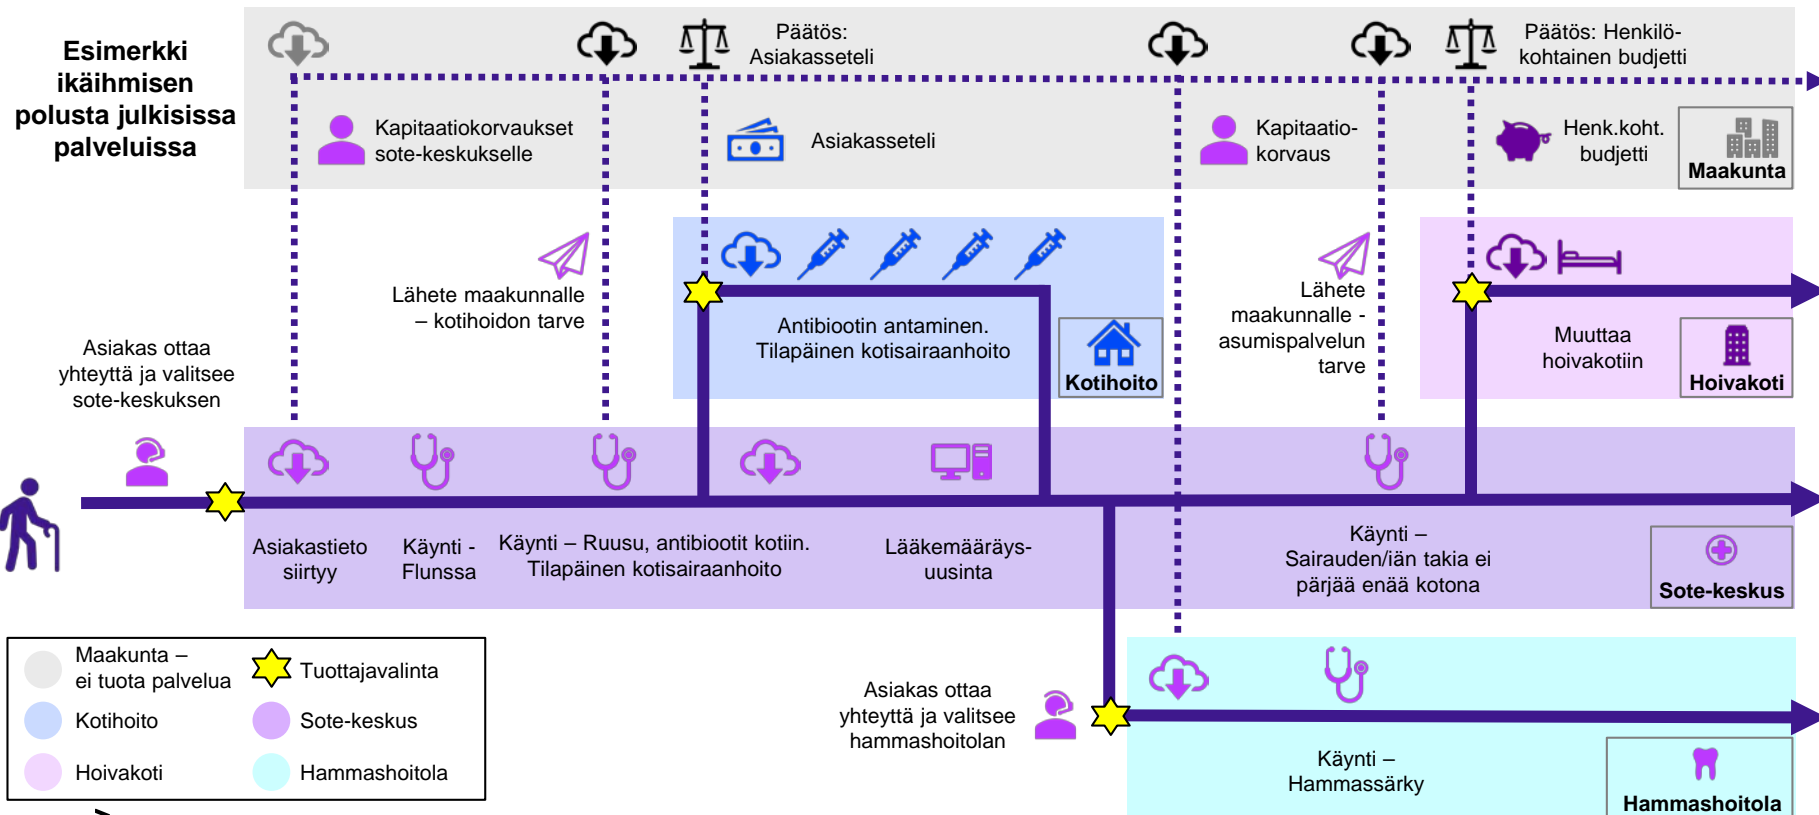 Esimerkki
ikäihmisen
polusta julkisissa
palveluissa
Päätös:
Asiakasseteli
Päätös: Henkilö-
kohtainen budjetti
Kapitaatiokorvaukset
sote-keskukselle
Asiakasseteli
Kapitaatio-
korvaus
Henk.koht.
budjetti
Maakunta
Lähete maakunnalle
– kotihoidon tarve
Antibiootin antaminen.
Tilapäinen kotisairaanhoito
Kotihoito
Lähete
maakunnalle -
asumispalvelun
tarve
Muuttaa
hoivakotiin
Hoivakoti
Asiakas ottaa
yhteyttä ja valitsee
sote-keskuksen
Asiakastieto
siirtyy
Käynti -
Flunssa
Käynti – Ruusu, antibiootit kotiin.
Tilapäinen kotisairaanhoito
Lääkemääräys-
uusinta
Käynti –
Sairauden/iän takia ei
pärjää enää kotona
Sote-keskus
Maakunta –
ei tuota palvelua
Tuottajavalinta
Kotihoito
Sote-keskus
Hoivakoti
Hammashoitola
Asiakas ottaa
yhteyttä ja valitsee
hammashoitolan
Käynti –
Hammassärky
Hammashoitola